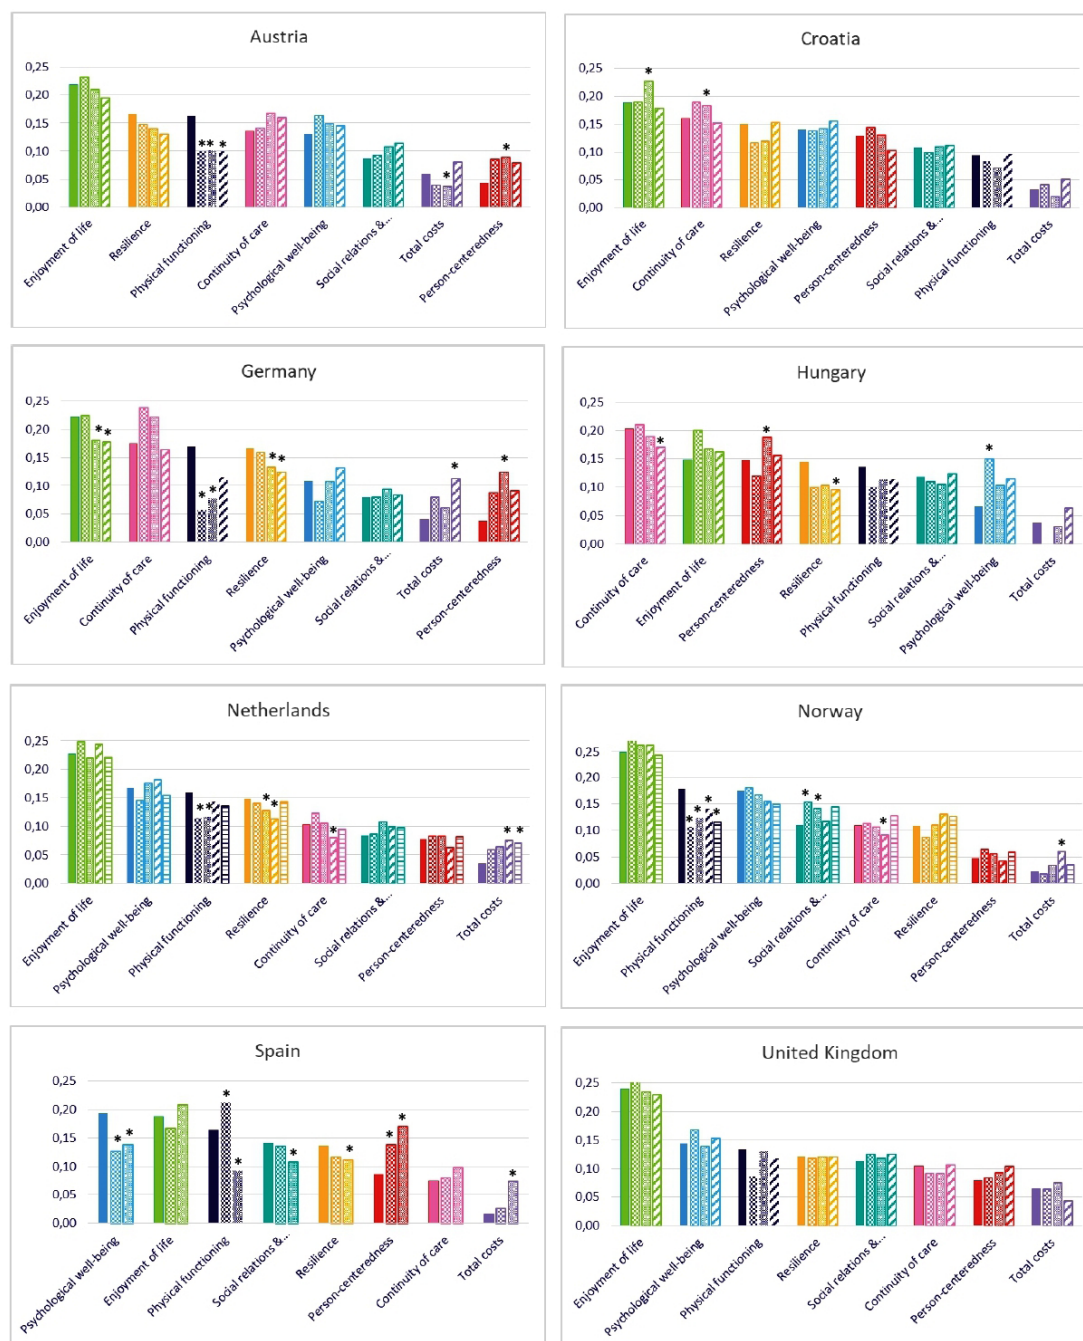 Austria
0,25
0,20
0,15
0,10
0,05
0,00
** * * *
Enjoyment of life
Resilience
Physical functioning
Continuity of care
Psychological well-being
Social relations &...
Total costs
Person-centeredness
Croatia
0,25
0,20
0,15
0,10
0,05
0,00
* *
Enjoyment of life
Continuity of care
Resilience
Psychological well-being
Person-centeredness
Social relations &...
Physical functioning
Total costs
Germany
0,25
0,20
0,15
0,10
0,05
0,00
* * * * * * * *
Enjoyment of life
Continuity of care
Physical functioning
Resilience
Psychological well-being
Social relations &...
Total costs
Person-centeredness
Hungary
0,25
0,20
0,15
0,10
0,05
0,00
* * * *
Continuity of care
Enjoyment of life
Person-centeredness
Resilience
Physical functioning
Social relations &...
Psychological well-being
Total costs
Netherlands
0,25
0,20
0,15
0,10
0,05
0,00
** * * * * *
Enjoyment of life
Psychological well-being
Physical functioning
Resilience
Continuity of care
Social relations &...
Person-centeredness
Total costs
Norway
0,25
0,20
0,15
0,10
0,05
0,00
* * * * * * * *
Enjoyment of life
Physical functioning
Psychological well-being
Social relations &...
Continuity of care
Resilience
Person-centeredness
Total costs
Spain
0,25
0,20
0,15
0,10
0,05
0,00
* * * * * * * * *
Psychological well-being
Enjoyment of life
Physical functioning
Social relations &...
Resilience
Person-centeredness
Continuity of care
Total costs
United Kingdom
0,25
0,20
0,15
0,10
0,05
0,00
Enjoyment of life
Psychological well-being
Physical functioning
Resilience
Social relations &...
Continuity of care
Person-centeredness
Total costs